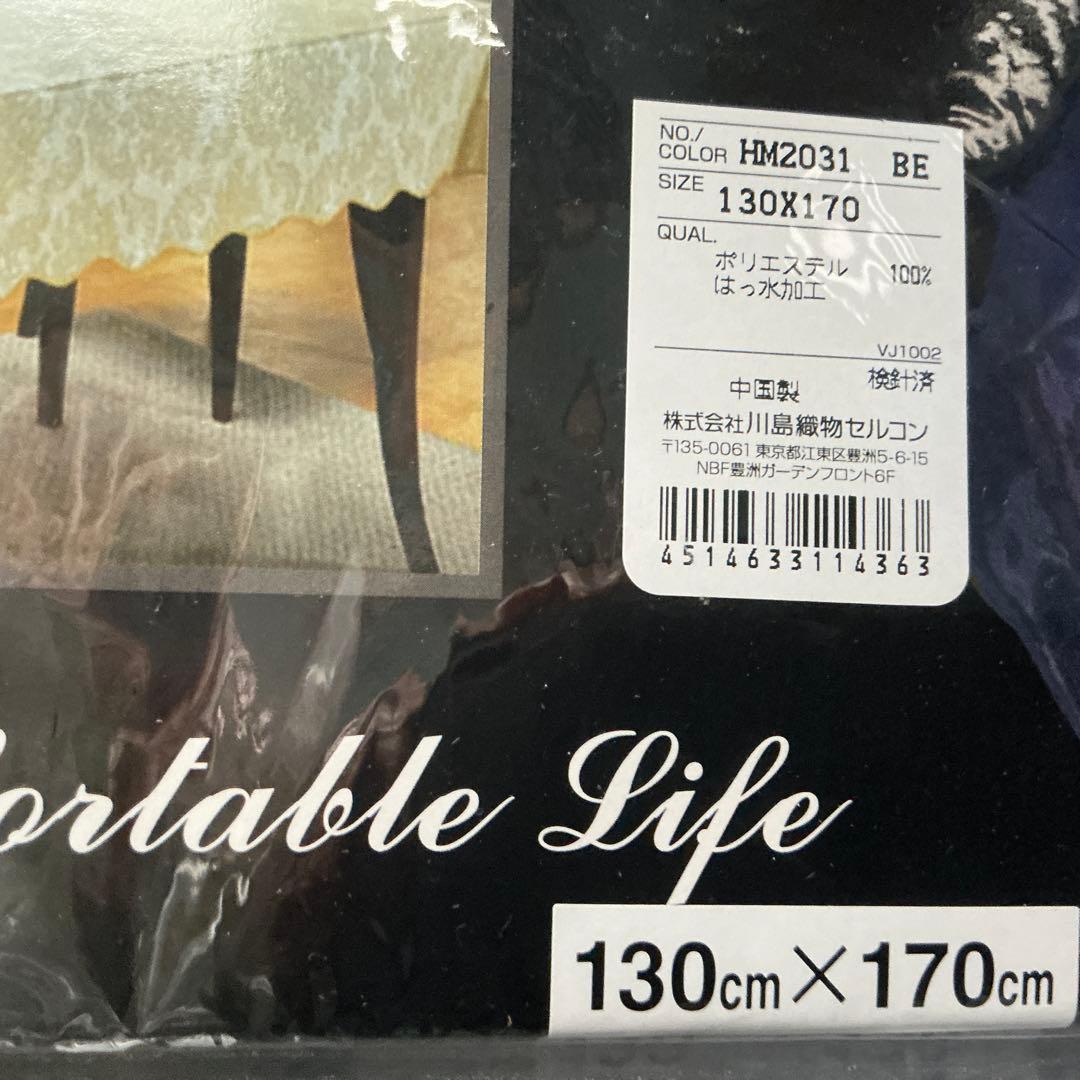 NO./
COLOR HM2031 BE
SIZE 130X170
QUAL.
ポリエステル 100%
はっ水加工
VJ1002
検針済
中国製
株式会社川島織物セルコン
〒135-0061 東京都江東区豊洲5-6-15
NBF豊洲ガーデンフロント6F
4514633114363
ortable Life
130cm×170cm